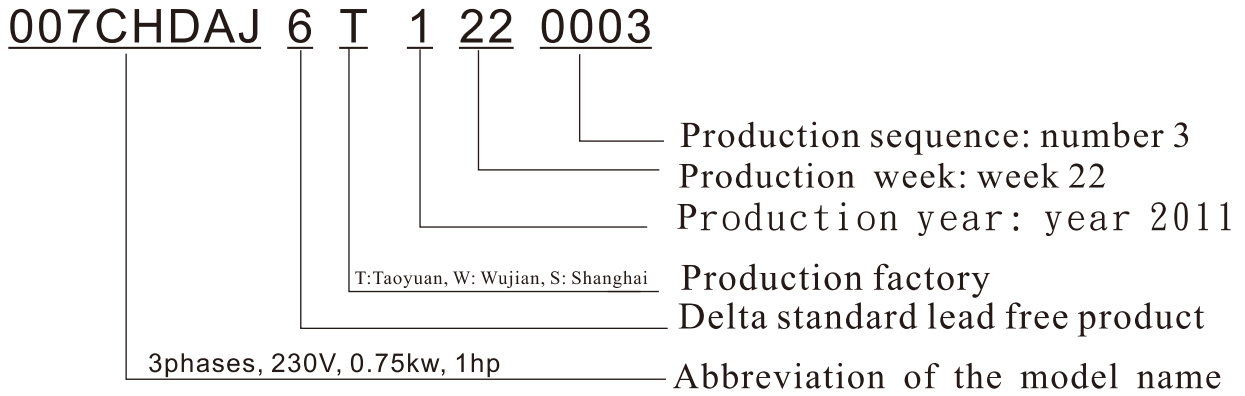 007CHDAJ 6 T 1 22 0003
Production sequence: number 3
Production week: week 22
Production year: year 2011
T:Taoyuan, W: Wujian, S: Shanghai Production factory
Delta standard lead free product
3phases, 230V, 0.75kw, 1hp Abbreviation of the model name